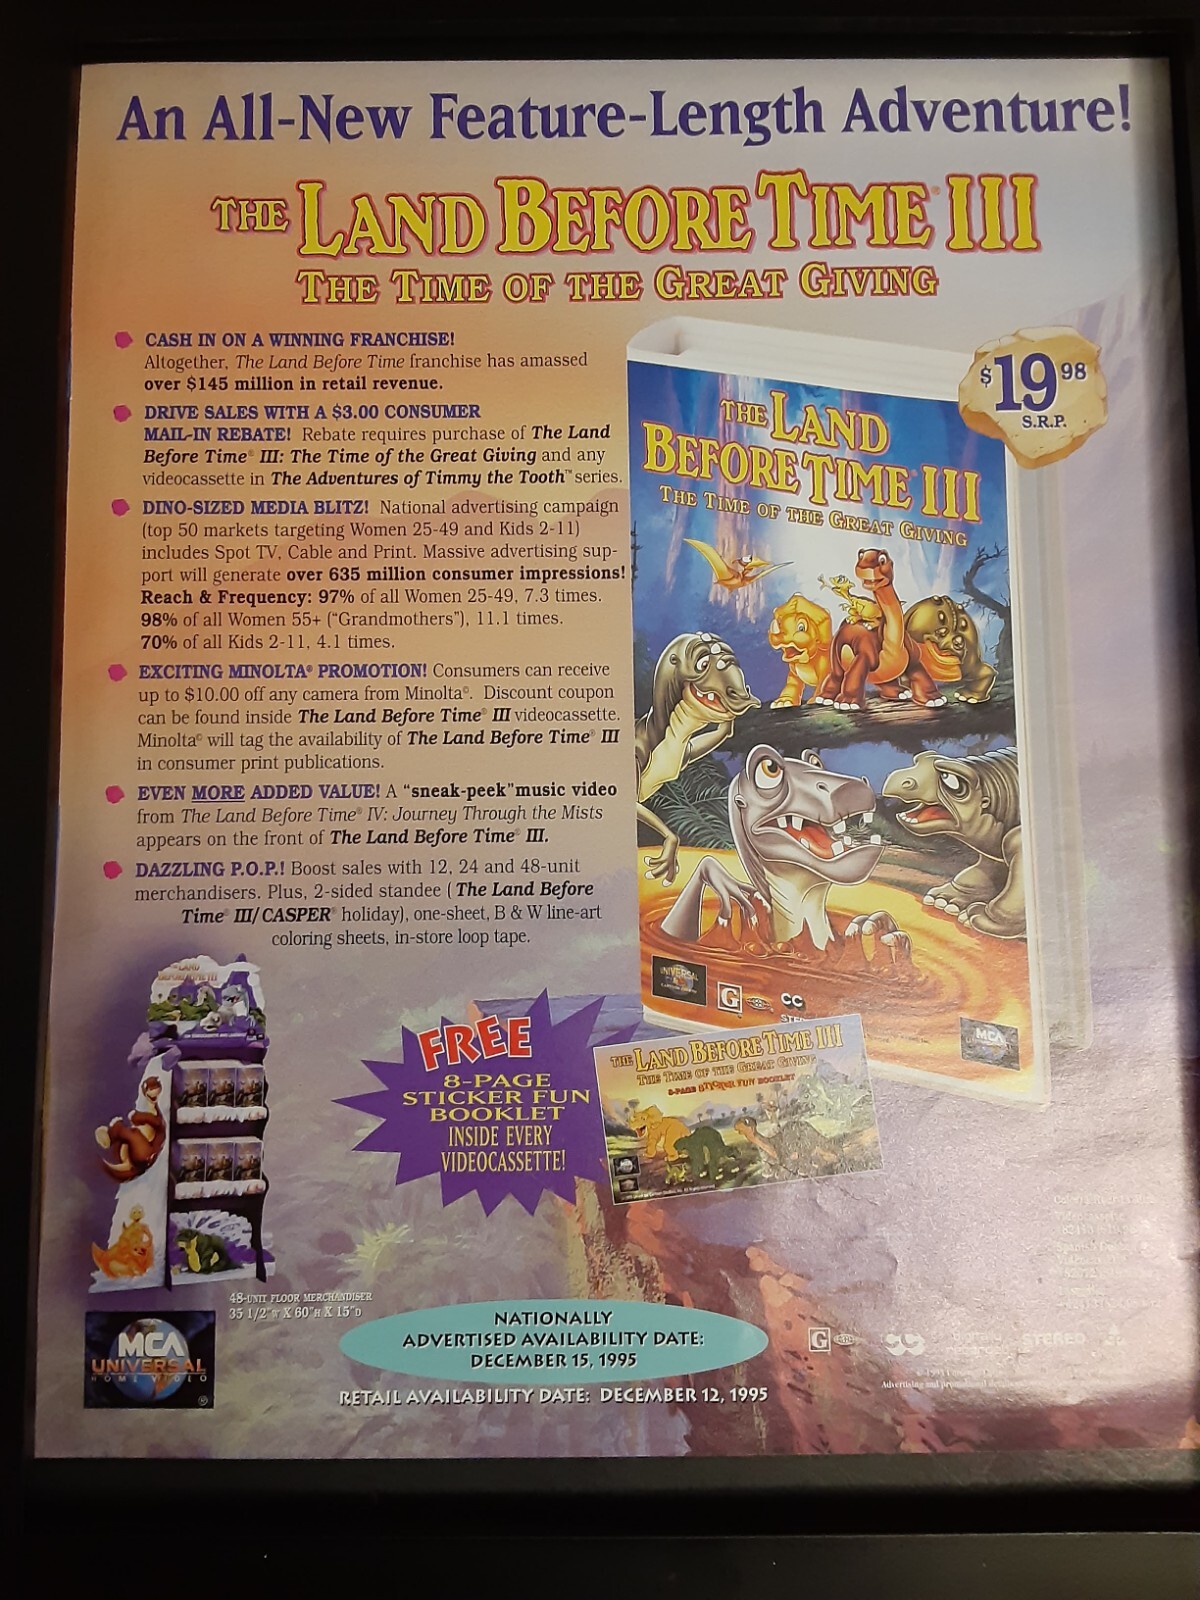 An All-New Feature-Length Adventure!
THE LAND BEFORE TIME® III
THE TIME OF THE GREAT GIVING
CASH IN ON A WINNING FRANCHISE!
Altogether, The Land Before Time franchise has amassed
over $145 million in retail revenue.
DRIVE SALES WITH A $3.00 CONSUMER
MAIL-IN REBATE! Rebate requires purchase of The Land
Before Time® III: The Time of the Great Giving and any
videocassette in The Adventures of Timmy the Tooth™ series.
DINO-SIZED MEDIA BLITZ! National advertising campaign
(top 50 markets targeting Women 25-49 and Kids 2-11)
includes Spot TV, Cable and Print. Massive advertising sup-
port will generate over 635 million consumer impressions!
Reach & Frequency: 97% of all Women 25-49, 7.3 times.
98% of all Women 55+ ("Grandmothers"), 11.1 times.
70% of all Kids 2-11, 4.1 times.
EXCITING MINOLTA® PROMOTION! Consumers can receive
up to $10.00 off any camera from Minolta®. Discount coupon
can be found inside The Land Before Time® III videocassette.
Minolta® will tag the availability of The Land Before Time® III
in consumer print publications.
EVEN MORE ADDED VALUE! A "sneak-peek"music video
from The Land Before Time® IV: Journey Through the Mists
appears on the front of The Land Before Time® III.
DAZZLING P.O.P.! Boost sales with 12, 24 and 48-unit
merchandisers. Plus, 2-sided standee ( The Land Before
Time® III/ CASPER® holiday), one-sheet, B & W line-art
coloring sheets, in-store loop tape.
$19 98
S.R.P.
THE LAND
BEFORE TIME III
THE TIME OF THE GREAT GIVING
UNIVERSAL
G
CC
MCA
FREE
8-PAGE
STICKER FUN
BOOKLET
INSIDE EVERY
VIDEOCASSETTE!
THE LAND BEFORE TIME III
THE TIME OF THE GREAT GIVING
8-PAGE STICKER FUN BOOKLET
48-UNIT FLOOR MERCHANDISER
35 1/2"W X 60"H X 15"D
MCA
UNIVERSAL
HOME VIDEO
NATIONALLY
ADVERTISED AVAILABILITY DATE:
DECEMBER 15, 1995
RETAIL AVAILABILITY DATE: DECEMBER 12, 1995
G
CC
STEREO